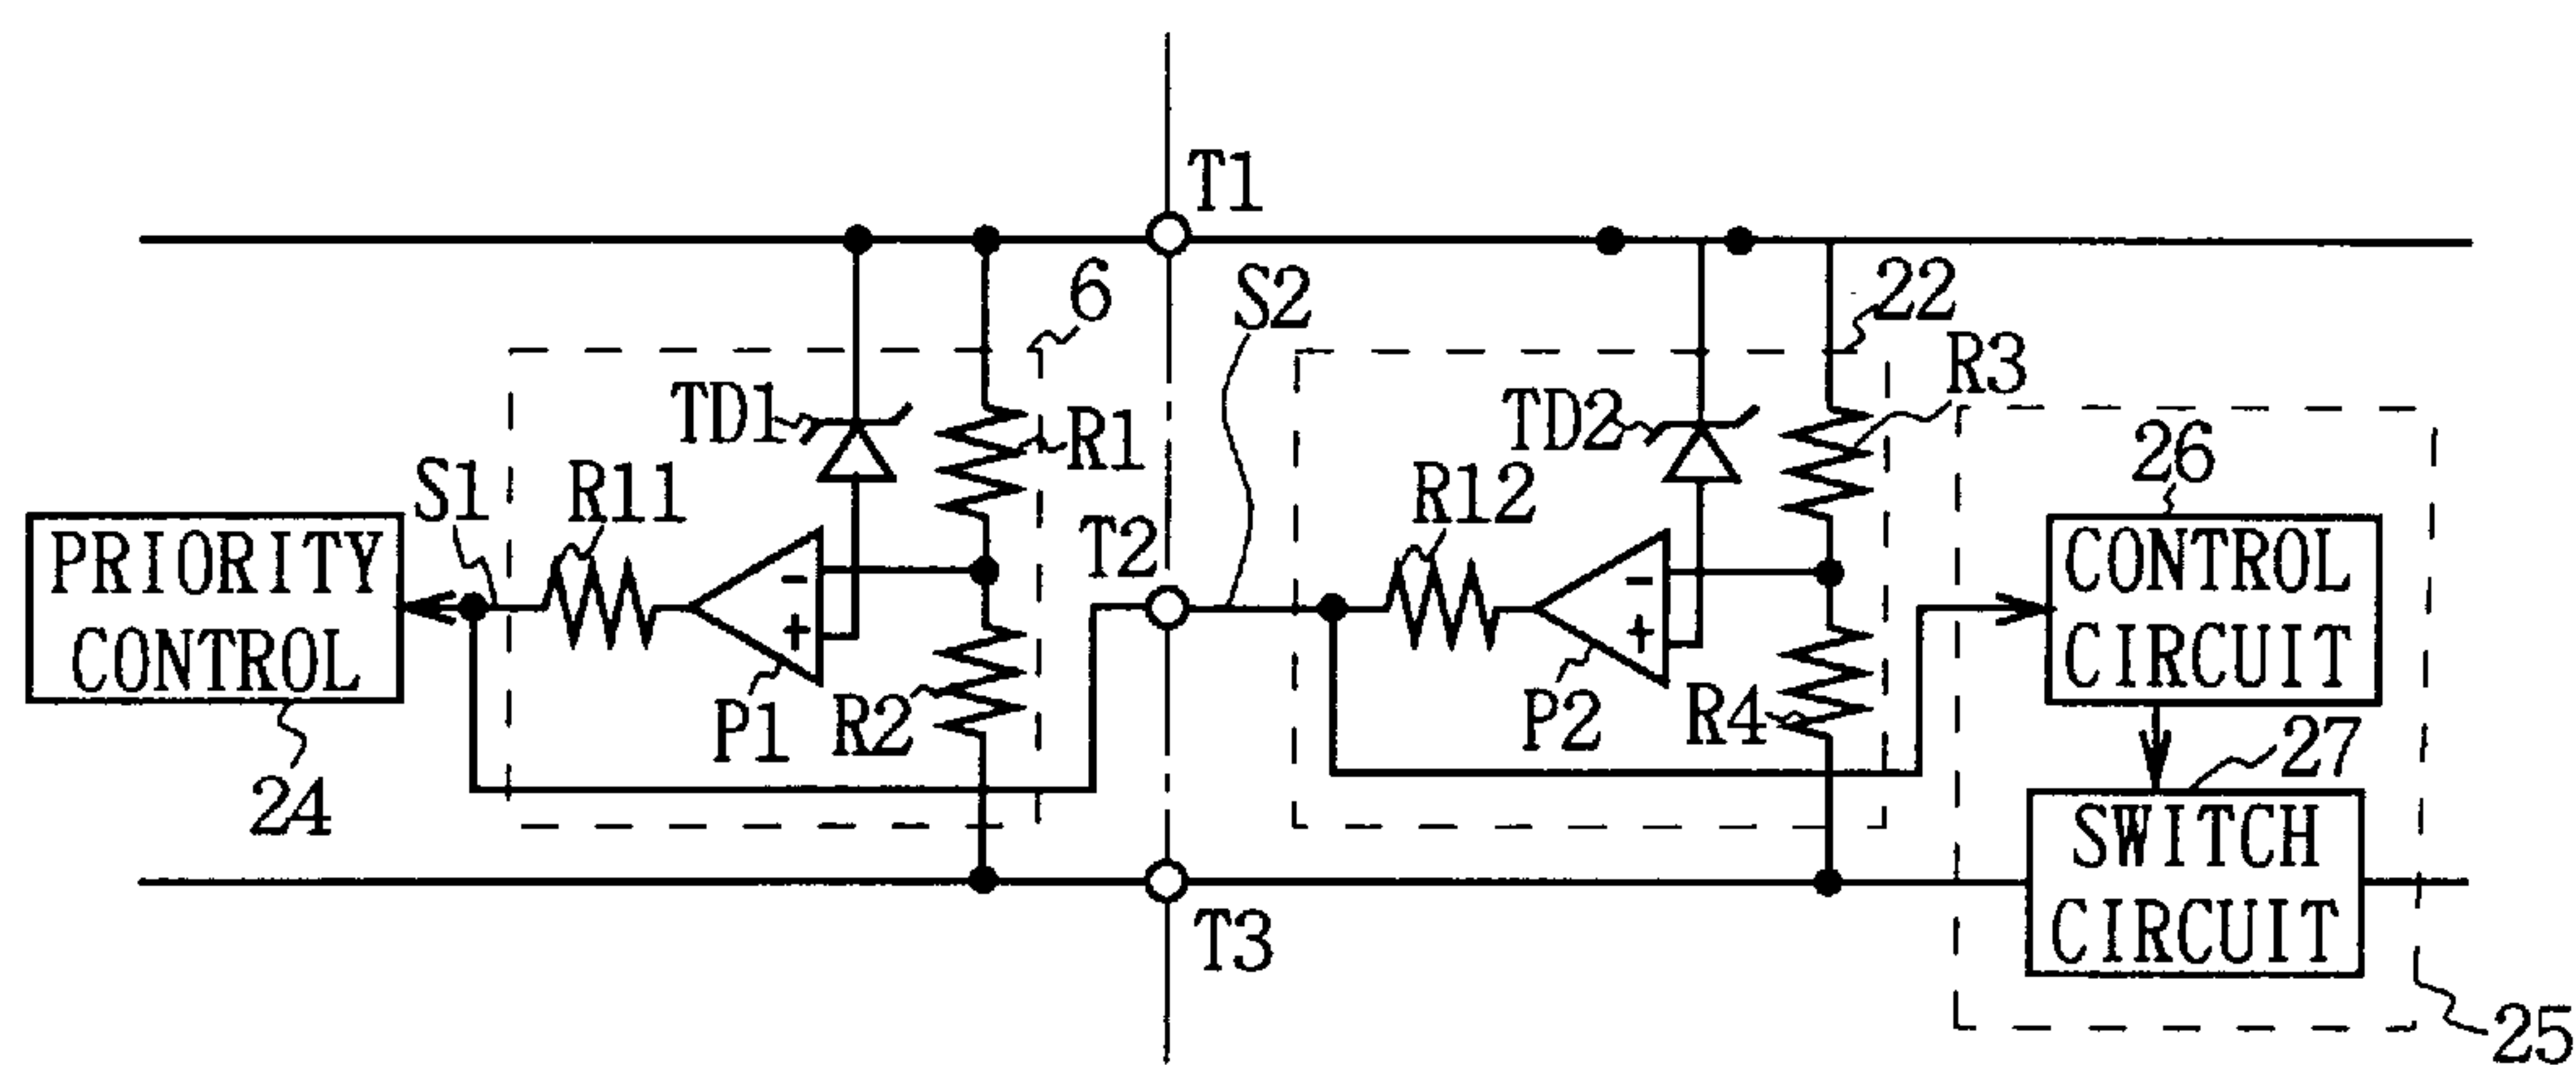 T1
6
S2
22
R3
TD1
R1
TD2
26
S1
R11
R12
T2
PRIORITY
CONTROL
CONTROL
CIRCUIT
-
+
-
+
P1
R2
P2
R4
27
24
SWITCH
CIRCUIT
T3
25